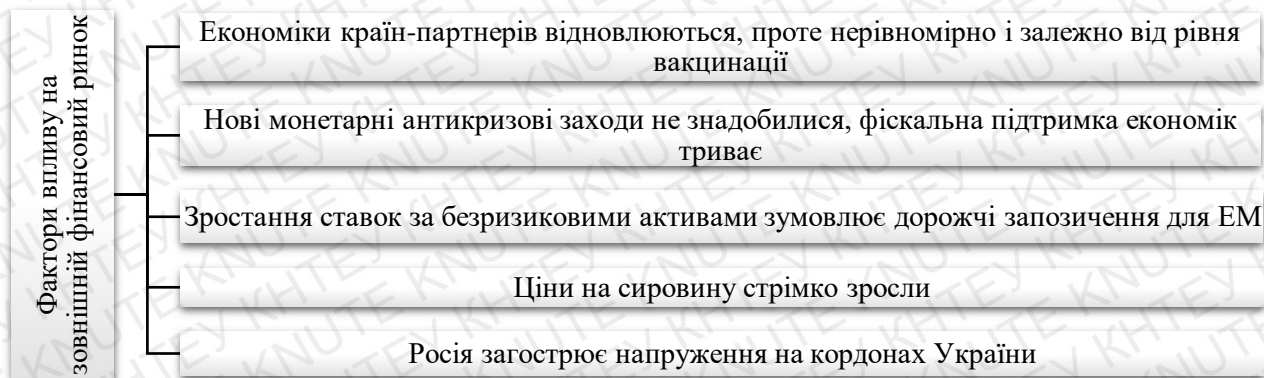 Фактори впливу на
зовнішній фінансовий ринок
Економіки країн-партнерів відновлюються, проте нерівномірно і залежно від рівня
вакцинації
Нові монетарні антикризові заходи не знадобилися, фіскальна підтримка економік
триває
Зростання ставок за безризиковими активами зумовлює дорожчі запозичення для ЕМ
Ціни на сировину стрімко зросли
Росія загострює напруження на кордонах України